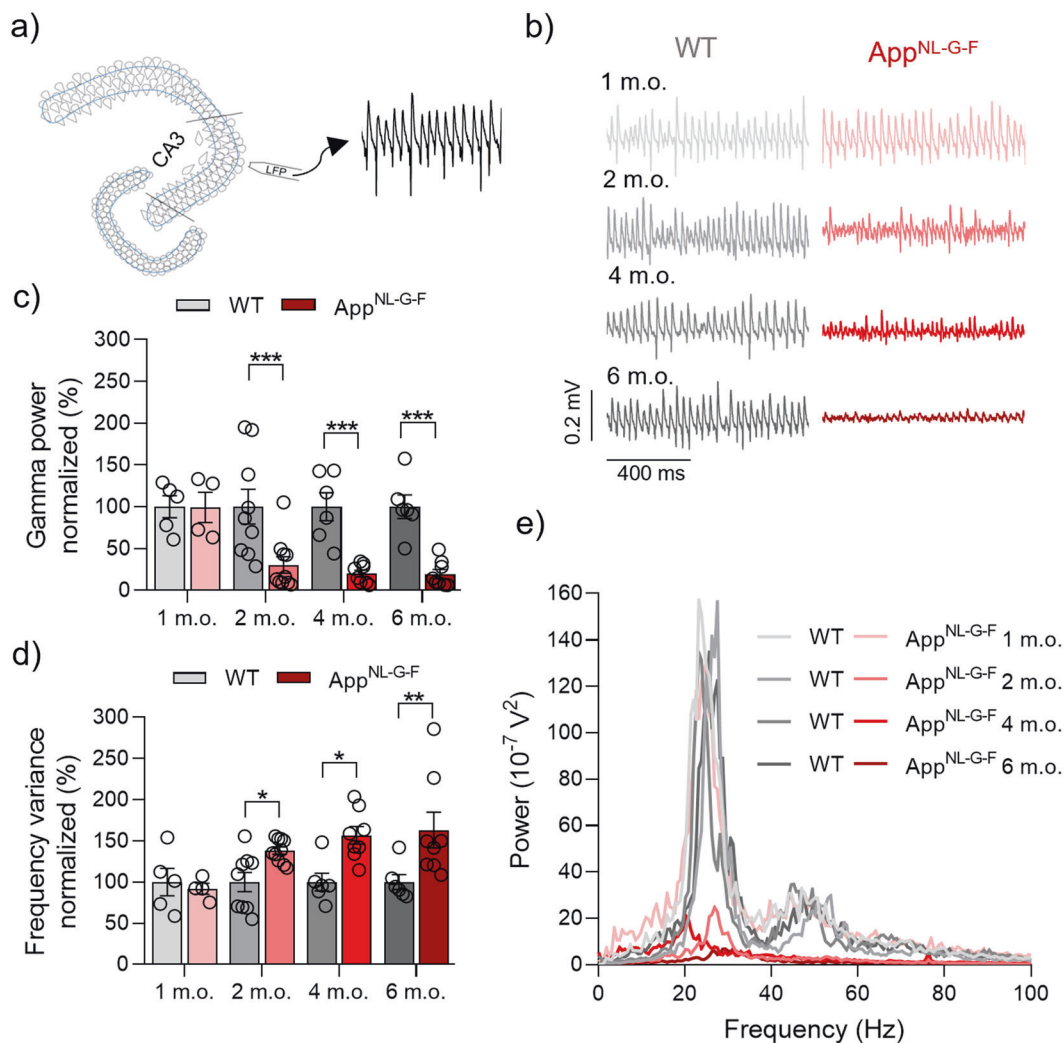 a)
CA3
LFP
b)
WT App^NL-G-F
1 m.o.
2 m.o.
4 m.o.
6 m.o.
0.2 mV
400 ms
c)
WT App^NL-G-F
Gamma power
normalized (%)
300
250
200
150
100
50
0
*** *** ***
1 m.o. 2 m.o. 4 m.o. 6 m.o.
d)
WT App^NL-G-F
Frequency variance
normalized (%)
300
250
200
150
100
50
0
* * **
1 m.o. 2 m.o. 4 m.o. 6 m.o.
e)
Power (10^-7 V^2)
160
140
120
100
80
60
40
20
0
WT App^NL-G-F 1 m.o.
WT App^NL-G-F 2 m.o.
WT App^NL-G-F 4 m.o.
WT App^NL-G-F 6 m.o.
0 20 40 60 80 100
Frequency (Hz)